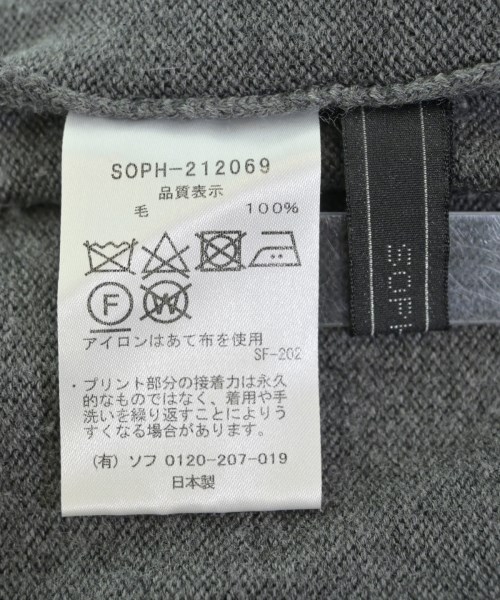 SOPH-212069
品質表示
毛 100%
F W
アイロンはあて布を使用
SF-202
・プリント部分の接着力は永久
的なものではなく、着用や手
洗いを繰り返すことによりう
すくなる場合があります。
(有) ソフ 0120-207-019
日本製
SOPH